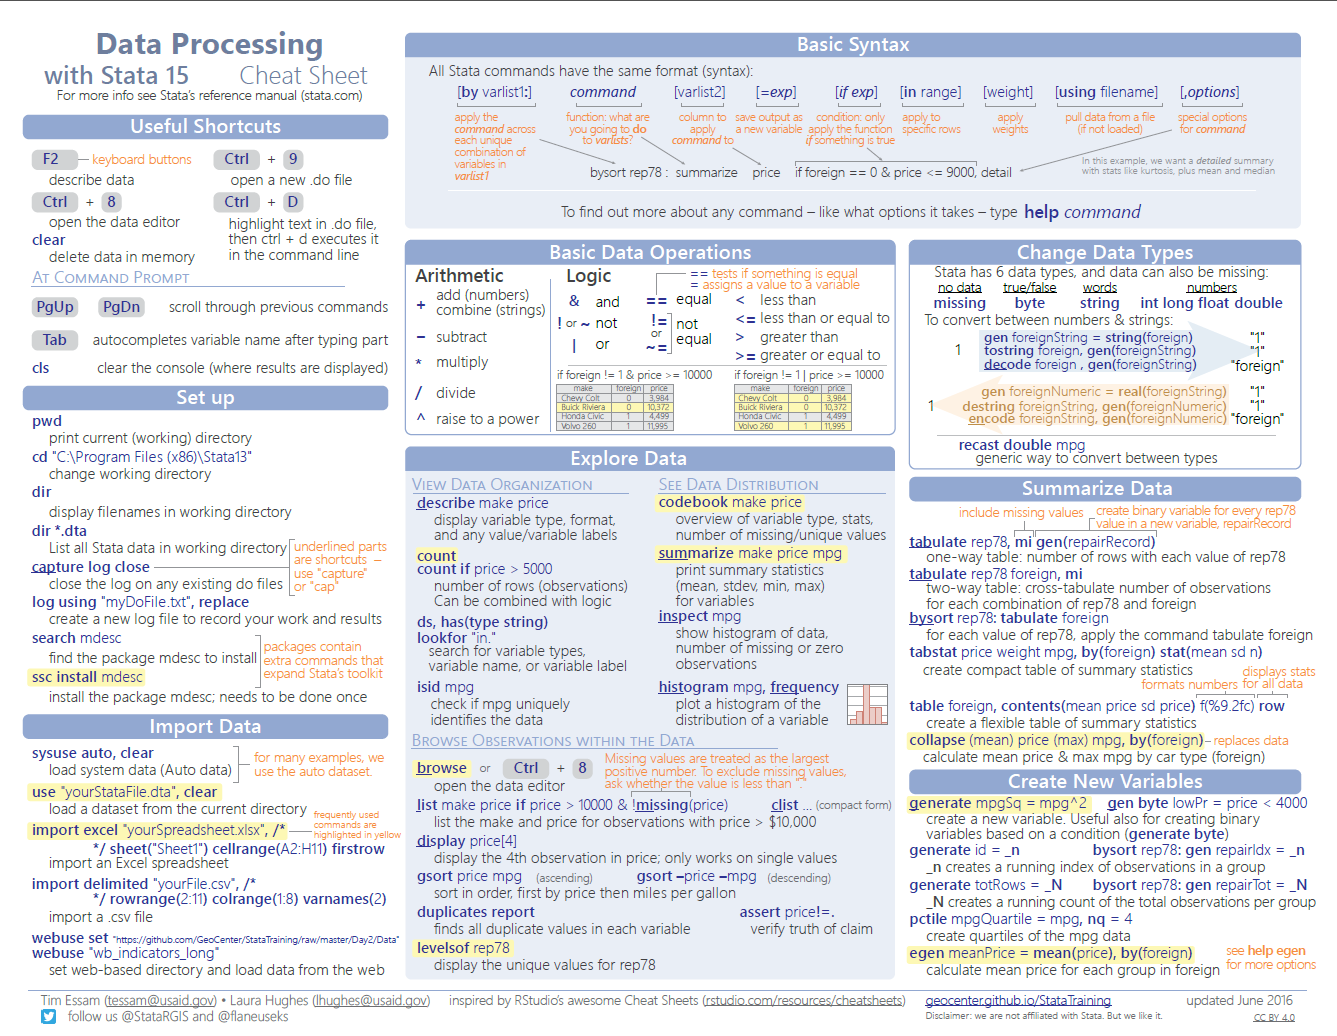 Data Processing
with Stata 15 Cheat Sheet
For more info see Stata's reference manual (stata.com)
Useful Shortcuts
F2 keyboard buttons
describe data
Ctrl + 9
open a new .do file
Ctrl + 8
open the data editor
Ctrl + D
highlight text in .do file,
then ctrl + d executes it
in the command line
clear
delete data in memory
AT COMMAND PROMPT
PgUp PgDn scroll through previous commands
Tab autocompletes variable name after typing part
cls clear the console (where results are displayed)
Set up
pwd
print current (working) directory
cd "C:\Program Files (x86)\Stata13"
change working directory
dir
display filenames in working directory
dir *.dta
List all Stata data in working directory
capture log close
close the log on any existing do files
underlined parts
are shortcuts –
use "capture"
or "cap"
log using "myDoFile.txt", replace
create a new log file to record your work and results
search mdesc
find the package mdesc to install
packages contain
extra commands that
expand Stata's toolkit
ssc install mdesc
install the package mdesc; needs to be done once
Import Data
sysuse auto, clear
load system data (Auto data)
for many examples, we
use the auto dataset.
use "yourStataFile.dta", clear
load a dataset from the current directory
frequently used
commands are
highlighted in yellow
import excel "yourSpreadsheet.xlsx", /*
*/ sheet("Sheet1") cellrange(A2:H11) firstrow
import an Excel spreadsheet
import delimited "yourFile.csv", /*
*/ rowrange(2:11) colrange(1:8) varnames(2)
import a .csv file
webuse set "https://github.com/GeoCenter/StataTraining/raw/master/Day2/Data"
webuse "wb_indicators_long"
set web-based directory and load data from the web
Basic Syntax
All Stata commands have the same format (syntax):
[by varlist1:] command [varlist2] [=exp] [if exp] [in range] [weight] [using filename] [,options]
apply the
command across
each unique
combination of
variables in
varlist1
function: what are
you going to do
to varlists?
column to
apply
command to
save output as
a new variable
condition: only
apply the function
if something is true
apply to
specific rows
apply
weights
pull data from a file
(if not loaded)
special options
for command
bysort rep78 : summarize price if foreign == 0 & price <= 9000, detail
In this example, we want a detailed summary
with stats like kurtosis, plus mean and median
To find out more about any command – like what options it takes – type help command
Basic Data Operations
Arithmetic
+ add (numbers)
combine (strings)
− subtract
* multiply
/ divide
^ raise to a power
Logic
& and
! or ~ not
| or
== tests if something is equal
= assigns a value to a variable
== equal
!= not
or
~= equal
< less than
<= less than or equal to
> greater than
>= greater or equal to
if foreign != 1 & price >= 10000
make foreign price
Chevy Colt 0 3,984
Buick Riviera 0 10,372
Honda Civic 1 4,499
Volvo 260 1 11,995
if foreign != 1 | price >= 10000
make foreign price
Chevy Colt 0 3,984
Buick Riviera 0 10,372
Honda Civic 1 4,499
Volvo 260 1 11,995
Explore Data
VIEW DATA ORGANIZATION
describe make price
display variable type, format,
and any value/variable labels
count
count if price > 5000
number of rows (observations)
Can be combined with logic
ds, has(type string)
lookfor "in."
search for variable types,
variable name, or variable label
isid mpg
check if mpg uniquely
identifies the data
SEE DATA DISTRIBUTION
codebook make price
overview of variable type, stats,
number of missing/unique values
summarize make price mpg
print summary statistics
(mean, stdev, min, max)
for variables
inspect mpg
show histogram of data,
number of missing or zero
observations
histogram mpg, frequency
plot a histogram of the
distribution of a variable
BROWSE OBSERVATIONS WITHIN THE DATA
browse or Ctrl + 8
open the data editor
Missing values are treated as the largest
positive number. To exclude missing values,
ask whether the value is less than "."
list make price if price > 10000 & !missing(price) clist ... (compact form)
list the make and price for observations with price > $10,000
display price[4]
display the 4th observation in price; only works on single values
gsort price mpg (ascending) gsort –price –mpg (descending)
sort in order, first by price then miles per gallon
duplicates report
finds all duplicate values in each variable
assert price!=.
verify truth of claim
levelsof rep78
display the unique values for rep78
Change Data Types
Stata has 6 data types, and data can also be missing:
no data true/false words numbers
missing byte string int long float double
To convert between numbers & strings:
1
gen foreignString = string(foreign) "1"
tostring foreign, gen(foreignString) "1"
decode foreign , gen(foreignString) "foreign"
1
gen foreignNumeric = real(foreignString) "1"
destring foreignString, gen(foreignNumeric) "1"
encode foreignString, gen(foreignNumeric) "foreign"
recast double mpg
generic way to convert between types
Summarize Data
include missing values
create binary variable for every rep78
value in a new variable, repairRecord
tabulate rep78, mi gen(repairRecord)
one-way table: number of rows with each value of rep78
tabulate rep78 foreign, mi
two-way table: cross-tabulate number of observations
for each combination of rep78 and foreign
bysort rep78: tabulate foreign
for each value of rep78, apply the command tabulate foreign
tabstat price weight mpg, by(foreign) stat(mean sd n)
create compact table of summary statistics
formats numbers
displays stats
for all data
table foreign, contents(mean price sd price) f(%9.2fc) row
create a flexible table of summary statistics
collapse (mean) price (max) mpg, by(foreign) – replaces data
calculate mean price & max mpg by car type (foreign)
Create New Variables
generate mpgSq = mpg^2 gen byte lowPr = price < 4000
create a new variable. Useful also for creating binary
variables based on a condition (generate byte)
generate id = _n bysort rep78: gen repairIdx = _n
_n creates a running index of observations in a group
generate totRows = _N bysort rep78: gen repairTot = _N
_N creates a running count of the total observations per group
pctile mpgQuartile = mpg, nq = 4
create quartiles of the mpg data
egen meanPrice = mean(price), by(foreign)
calculate mean price for each group in foreign
see help egen
for more options
Tim Essam (tessam@usaid.gov) • Laura Hughes (lhughes@usaid.gov)
follow us @StataRGIS and @flaneuseks
inspired by RStudio's awesome Cheat Sheets (rstudio.com/resources/cheatsheets)
geocenter.github.io/StataTraining
Disclaimer: we are not affiliated with Stata. But we like it.
updated June 2016
CC BY 4.0